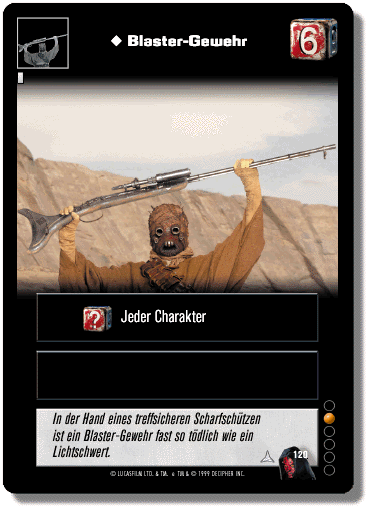 ◆ Blaster-Gewehr
6
? Jeder Charakter
In der Hand eines treffsicheren Scharfschützen
ist ein Blaster-Gewehr fast so tödlich wie ein
Lichtschwert.
120
© LUCASFILM LTD. & TM. ® TM & © 1999 DECIPHER INC.